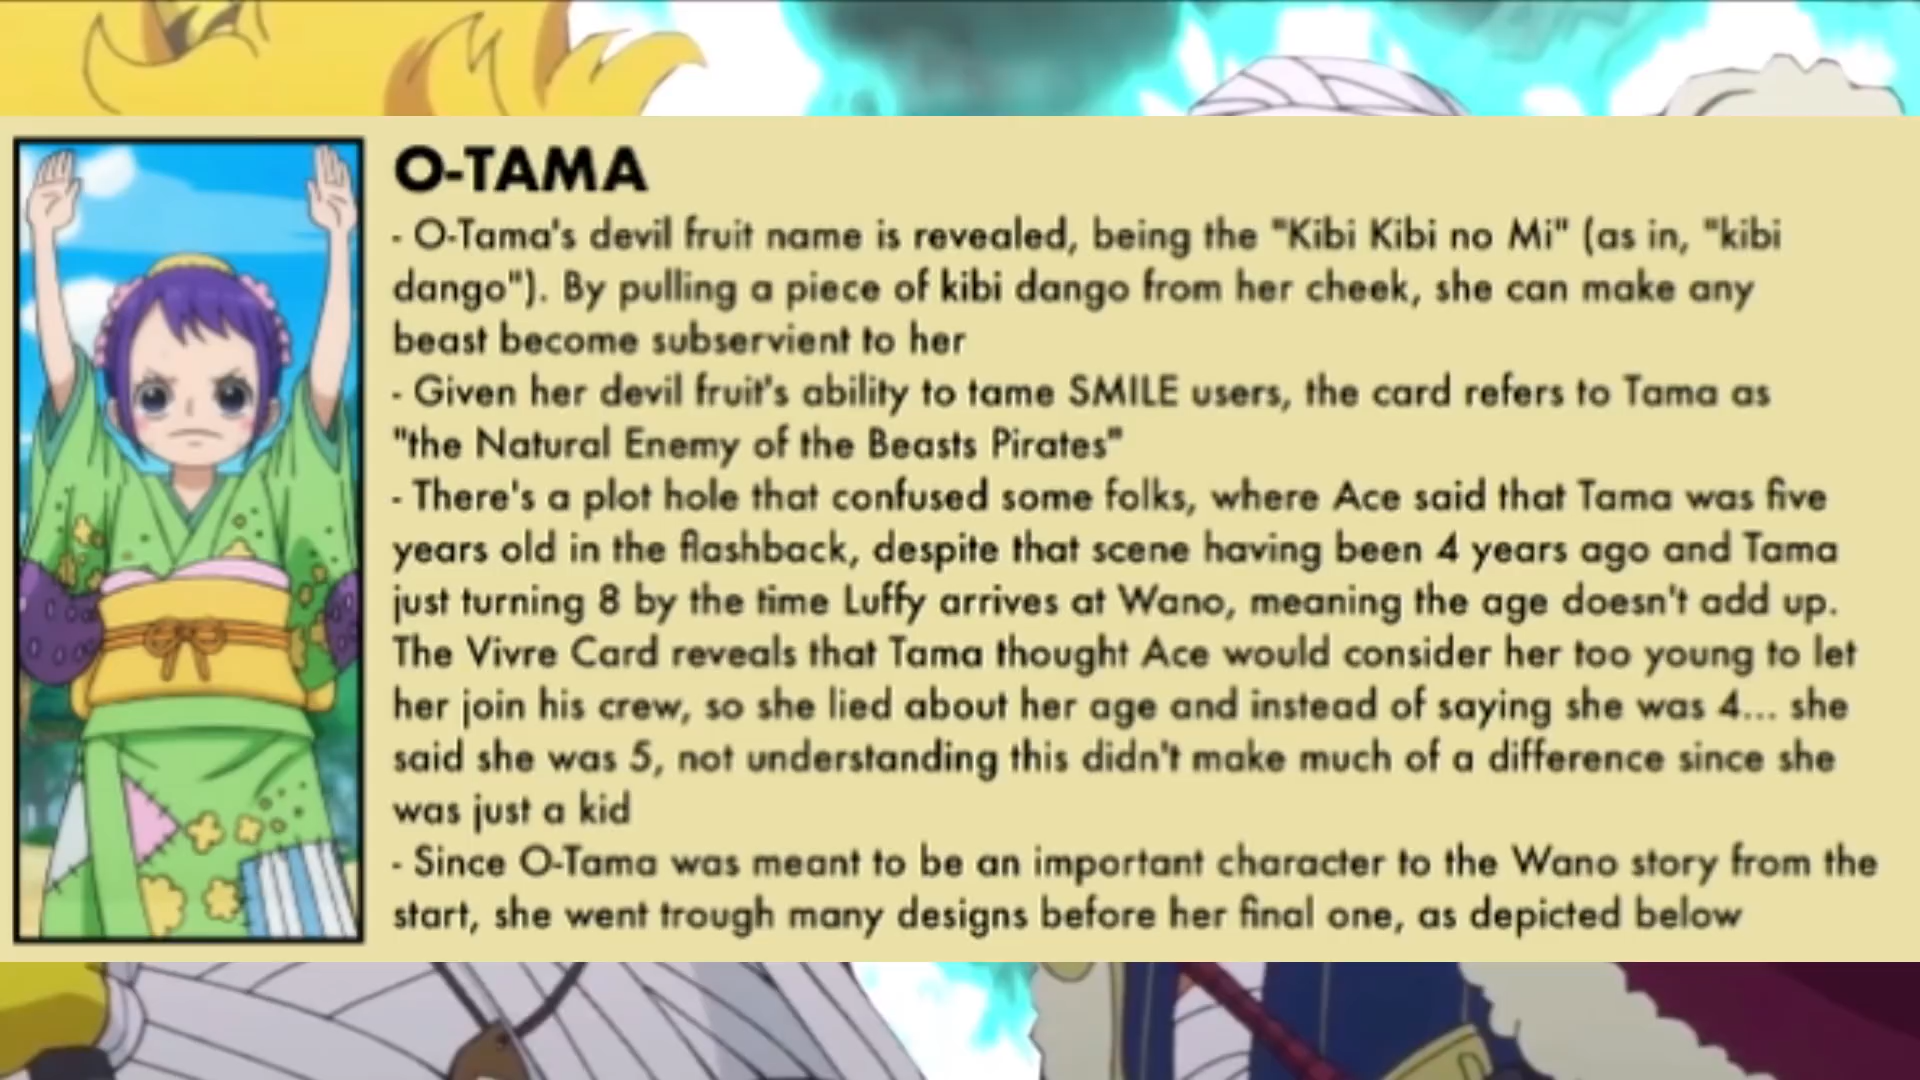 O-TAMA
- O-Tama's devil fruit name is revealed, being the "Kibi Kibi no Mi" (as in, "kibi
dango"). By pulling a piece of kibi dango from her cheek, she can make any
beast become subservient to her
- Given her devil fruit's ability to tame SMILE users, the card refers to Tama as
"the Natural Enemy of the Beasts Pirates"
- There's a plot hole that confused some folks, where Ace said that Tama was five
years old in the flashback, despite that scene having been 4 years ago and Tama
just turning 8 by the time Luffy arrives at Wano, meaning the age doesn't add up.
The Vivre Card reveals that Tama thought Ace would consider her too young to let
her join his crew, so she lied about her age and instead of saying she was 4... she
said she was 5, not understanding this didn't make much of a difference since she
was just a kid
- Since O-Tama was meant to be an important character to the Wano story from the
start, she went trough many designs before her final one, as depicted below